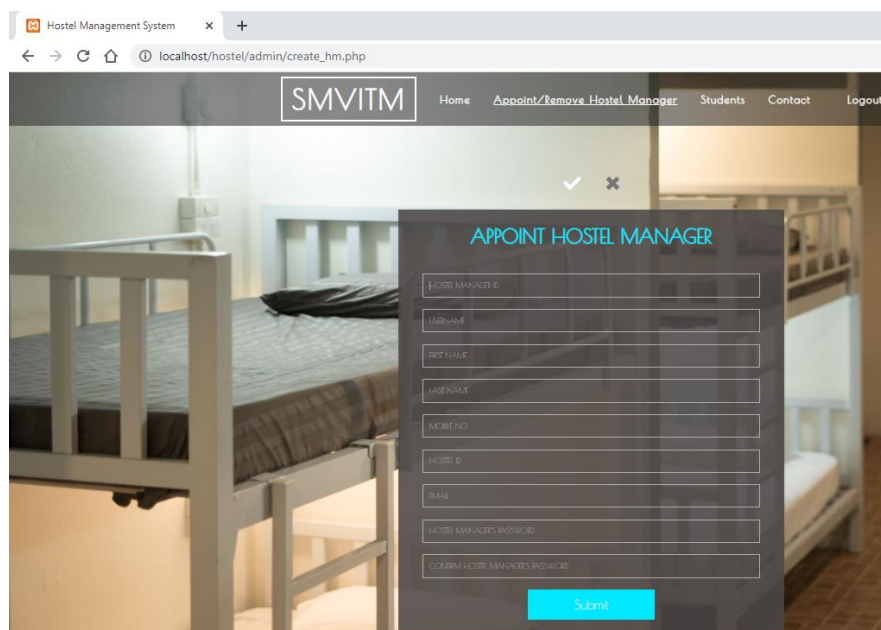 Hostel Management System
localhost/hostel/admin/create_hm.php
SMVITM Home Appoint/Remove Hostel Manager Students Contact Logout
APPOINT HOSTEL MANAGER
HOSTEL MANAGER ID
USERNAME
FIRST NAME
LAST NAME
MOBILE NO
HOSTEL ID
EMAIL
HOSTEL MANAGER'S PASSWORD
CONFIRM HOSTEL MANAGER'S PASSWORD
Submit